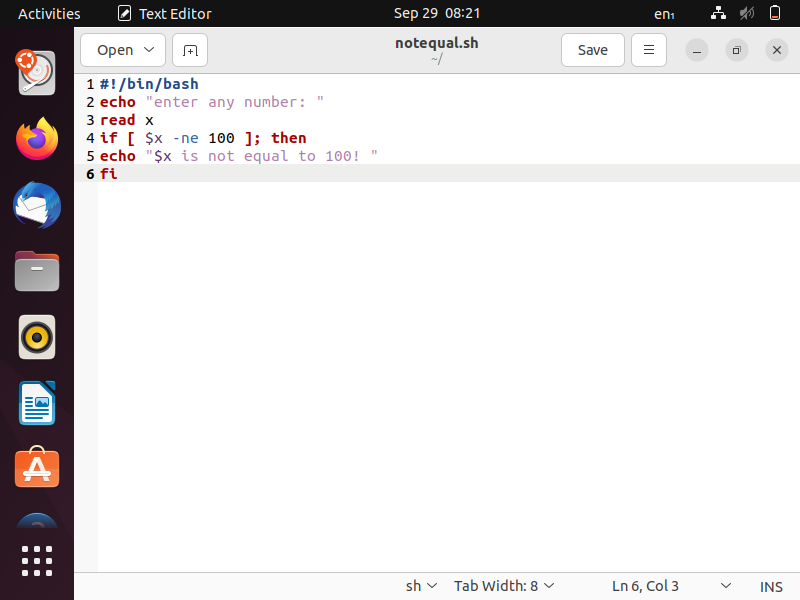 Activities Text Editor Sep 29 08:21 en₁
Open notequal.sh Save
~/
1 #!/bin/bash
2 echo "enter any number: "
3 read x
4 if [ $x -ne 100 ]; then
5 echo "$x is not equal to 100! "
6 fi
sh Tab Width: 8 Ln 6, Col 3 INS